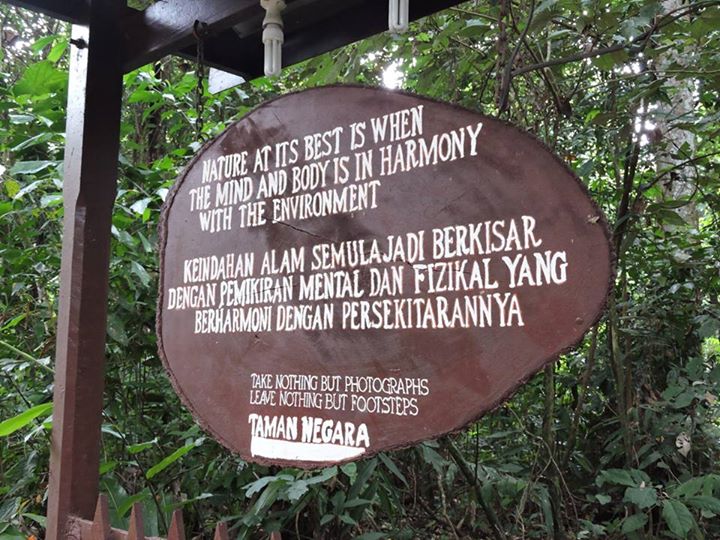 NATURE AT ITS BEST IS WHEN
THE MIND AND BODY IS IN HARMONY
WITH THE ENVIRONMENT
KEINDAHAN ALAM SEMULAJADI BERKISAR
DENGAN PEMIKIRAN MENTAL DAN FIZIKAL YANG
BERHARMONI DENGAN PERSEKITARANNYA
TAKE NOTHING BUT PHOTOGRAPHS
LEAVE NOTHING BUT FOOTSTEPS
TAMAN NEGARA